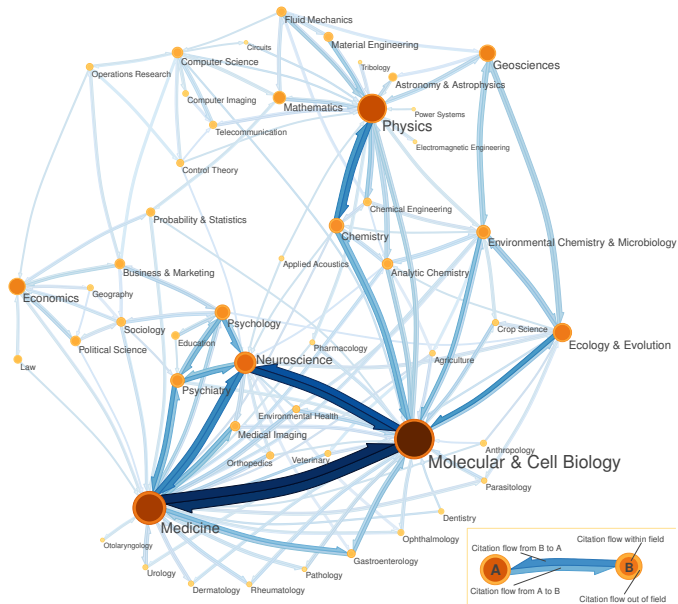 Fluid Mechanics
Material Engineering
Circuits
Computer Science
Geosciences
Tribology
Operations Research
Astronomy & Astrophysics
Computer Imaging
Mathematics
Power Systems
Physics
Telecommunication
Electromagnetic Engineering
Control Theory
Chemical Engineering
Probability & Statistics
Chemistry
Environmental Chemistry & Microbiology
Applied Acoustics
Analytic Chemistry
Business & Marketing
Geography
Economics
Psychology
Sociology
Crop Science
Education
Political Science
Pharmacology
Ecology & Evolution
Neuroscience
Agriculture
Law
Psychiatry
Environmental Health
Medical Imaging
Anthropology
Orthopedics
Veterinary
Molecular & Cell Biology
Parasitology
Medicine
Dentistry
Ophthalmology
Otolaryngology
Gastroenterology
Urology
Pathology
Dermatology
Rheumatology
Citation flow from B to A
Citation flow within field
A
B
Citation flow from A to B
Citation flow out of field